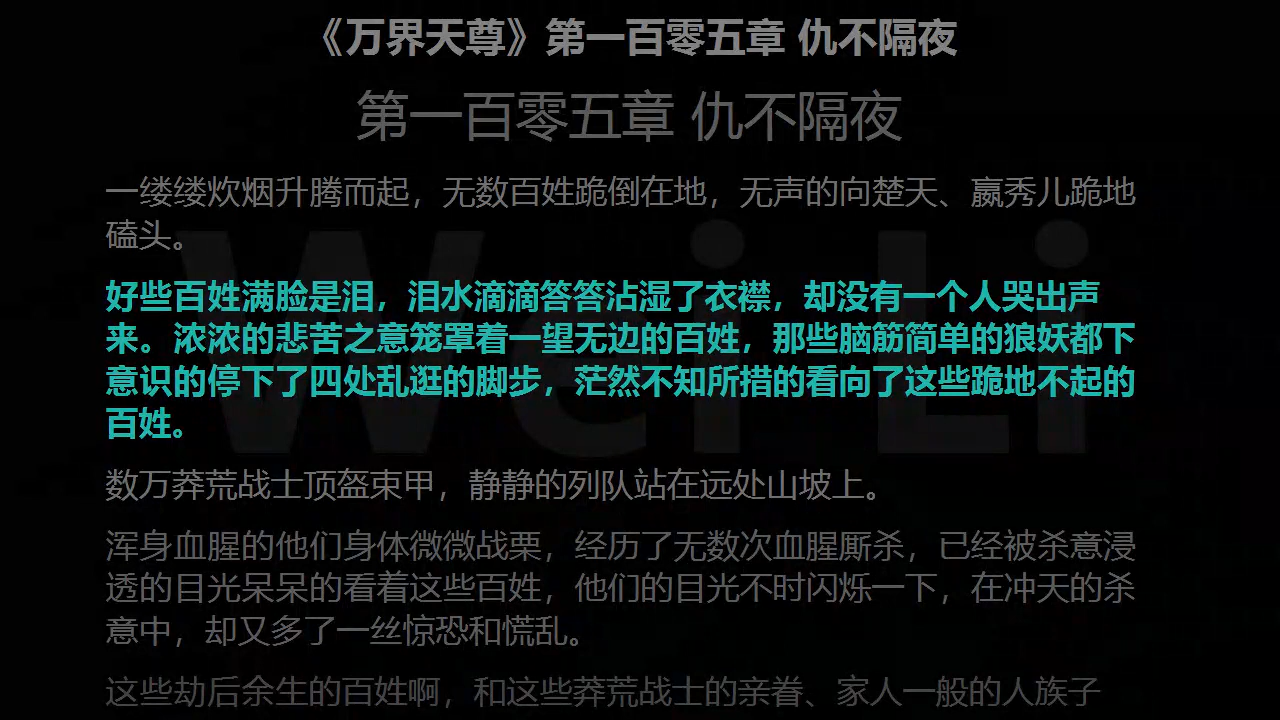 《万界天尊》第一百零五章 仇不隔夜
第一百零五章 仇不隔夜
一缕缕炊烟升腾而起，无数百姓跪倒在地，无声的向楚天、嬴秀儿跪地
磕头。
好些百姓满脸是泪，泪水滴滴答答沾湿了衣襟，却没有一个人哭出声
来。浓浓的悲苦之意笼罩着一望无边的百姓，那些脑筋简单的狼妖都下
意识的停下了四处乱逛的脚步，茫然不知所措的看向了这些跪地不起的
百姓。
数万莽荒战士顶盔束甲，静静的列队站在远处山坡上。
浑身血腥的他们身体微微战栗，经历了无数次血腥厮杀，已经被杀意浸
透的目光呆呆的看着这些百姓，他们的目光不时闪烁一下，在冲天的杀
意中，却又多了一丝惊恐和慌乱。
这些劫后余生的百姓啊，和这些莽荒战士的亲眷、家人一般的人族子
Wei Li